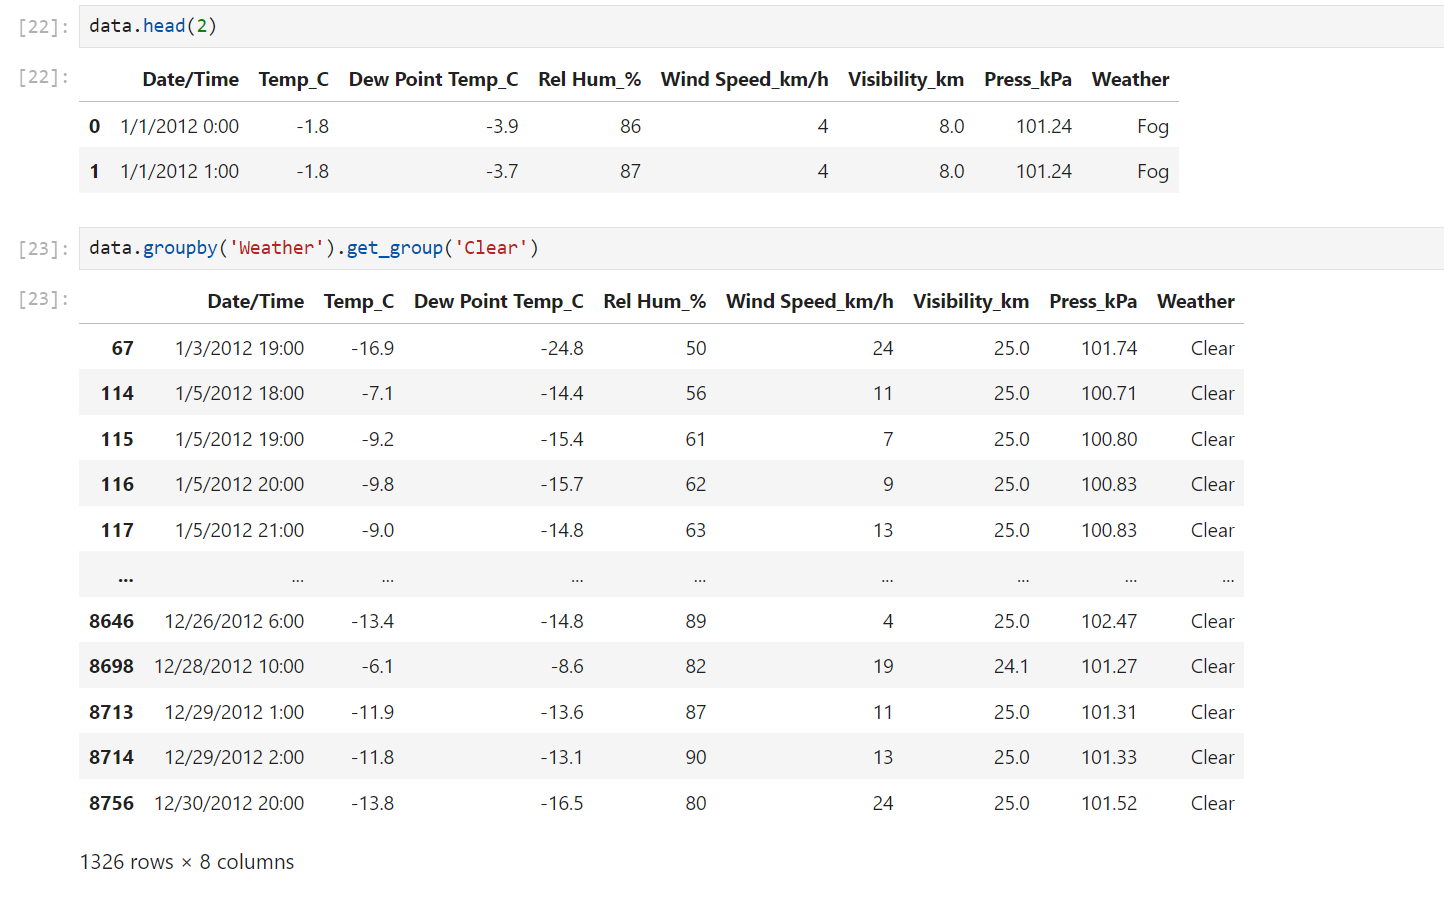 [22]: data.head(2)
[22]: Date/Time Temp_C Dew Point Temp_C Rel Hum_% Wind Speed_km/h Visibility_km Press_kPa Weather
0 1/1/2012 0:00 -1.8 -3.9 86 4 8.0 101.24 Fog
1 1/1/2012 1:00 -1.8 -3.7 87 4 8.0 101.24 Fog
[23]: data.groupby('Weather').get_group('Clear')
[23]: Date/Time Temp_C Dew Point Temp_C Rel Hum_% Wind Speed_km/h Visibility_km Press_kPa Weather
67 1/3/2012 19:00 -16.9 -24.8 50 24 25.0 101.74 Clear
114 1/5/2012 18:00 -7.1 -14.4 56 11 25.0 100.71 Clear
115 1/5/2012 19:00 -9.2 -15.4 61 7 25.0 100.80 Clear
116 1/5/2012 20:00 -9.8 -15.7 62 9 25.0 100.83 Clear
117 1/5/2012 21:00 -9.0 -14.8 63 13 25.0 100.83 Clear
... ... ... ... ... ... ... ... ...
8646 12/26/2012 6:00 -13.4 -14.8 89 4 25.0 102.47 Clear
8698 12/28/2012 10:00 -6.1 -8.6 82 19 24.1 101.27 Clear
8713 12/29/2012 1:00 -11.9 -13.6 87 11 25.0 101.31 Clear
8714 12/29/2012 2:00 -11.8 -13.1 90 13 25.0 101.33 Clear
8756 12/30/2012 20:00 -13.8 -16.5 80 24 25.0 101.52 Clear
1326 rows × 8 columns